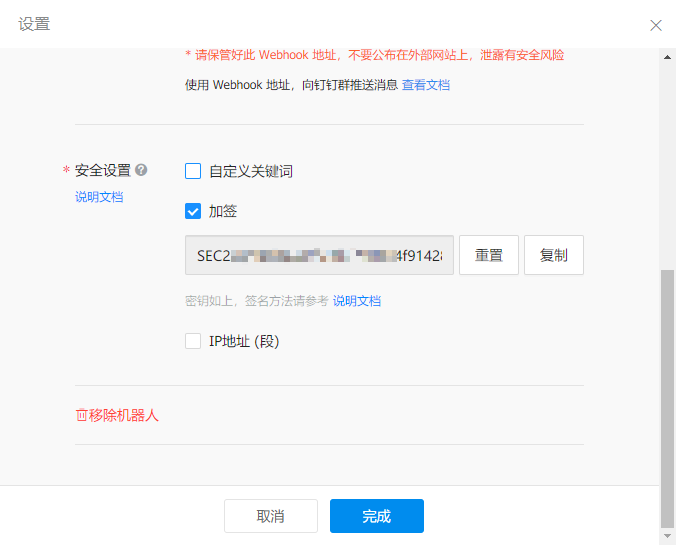 设置
* 请保管好此 Webhook 地址，不要公布在外部网站上，泄露有安全风险
使用 Webhook 地址，向钉钉群推送消息 查看文档
* 安全设置
说明文档
自定义关键词
加签
SEC2 4f9142 重置 复制
密钥如上，签名方法请参考 说明文档
IP地址 (段)
移除机器人
取消 完成